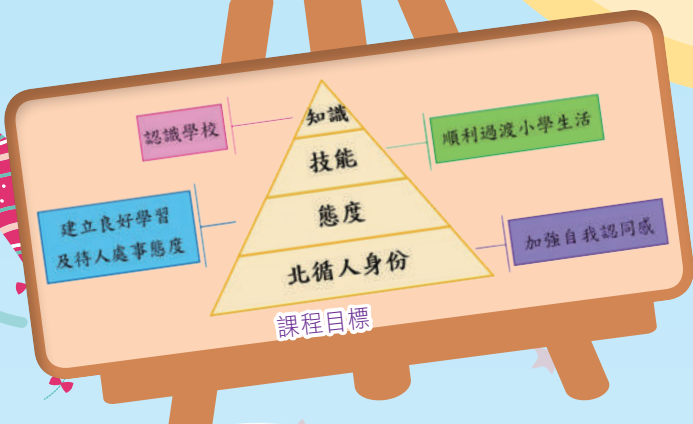 知識
認識學校
技能
順利過渡小學生活
態度
建立良好學習
及待人處事態度
北循人身份
加強自我認同感
課程目標